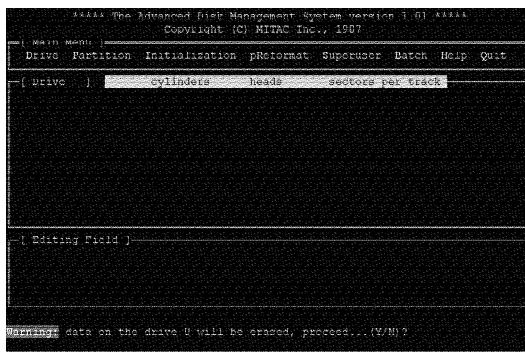 ***** The Advanced Disk Management System version 1.01 *****
Copyright (C) MITAC Inc., 1987
[ Main Menu ]
Drive Partition Initialization pReformat Superuser Batch Help Quit
[ Drive ] cylinders heads sectors per track
[ Editing Field ]
Warning: data on the drive will be erased, proceed...(Y/N)?